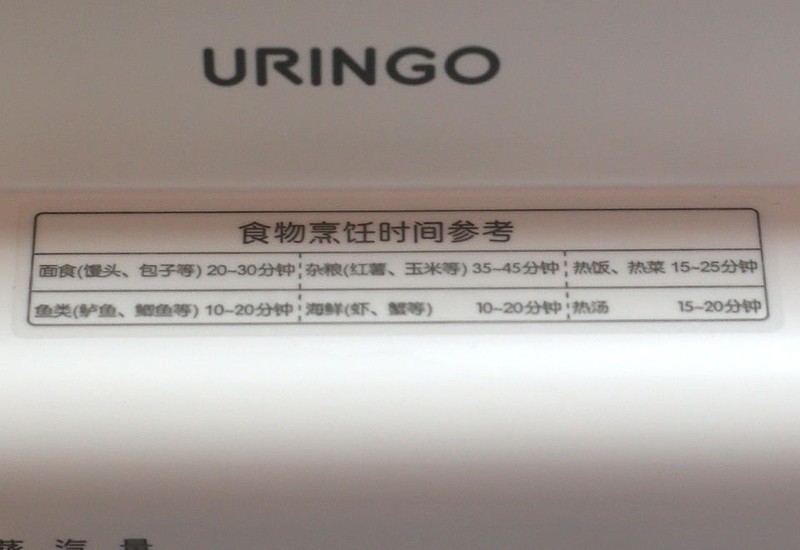 URINGO
食物烹饪时间参考
面食(馒头、包子等) 20~30分钟 杂粮(红薯、玉米等) 35~45分钟 热饭、热菜 15~25分钟
鱼类(鲈鱼、鲫鱼等) 10~20分钟 海鲜(虾、蟹等) 10~20分钟 热汤 15~20分钟
蒸 汽 量